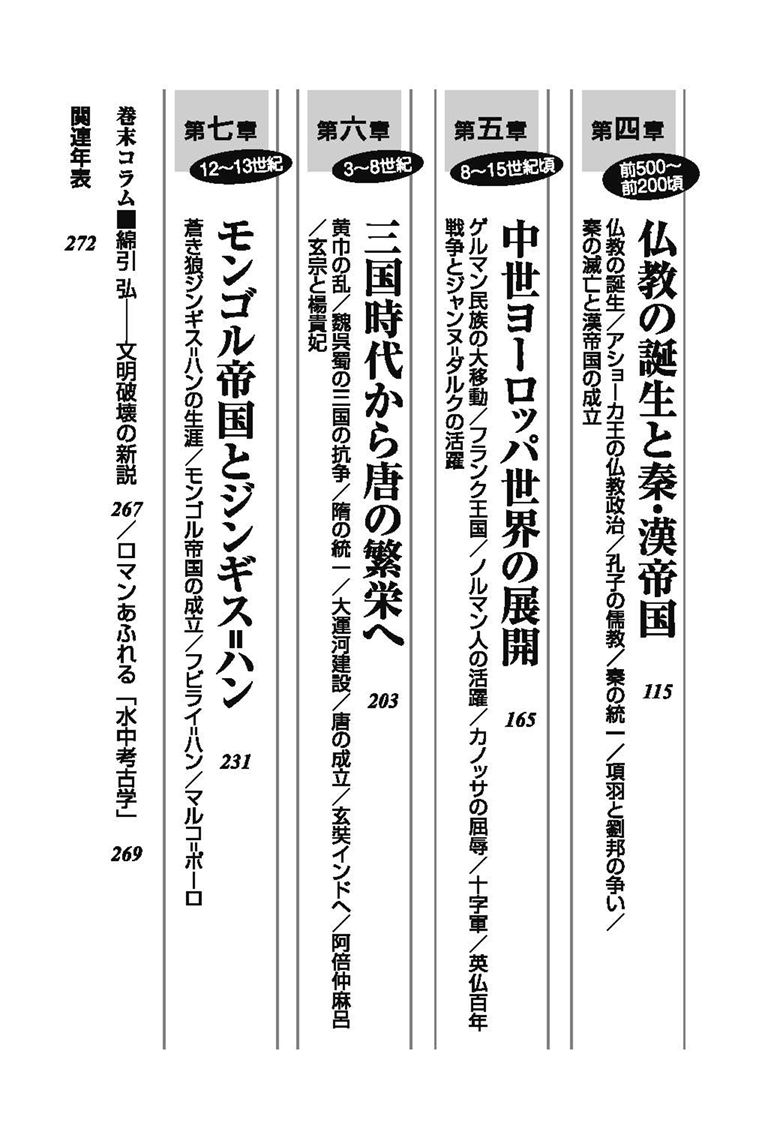 第四章
前500〜
前200頃
仏教の誕生と秦・漢帝国
115
仏教の誕生／アショーカ王の仏教政治／孔子の儒教／秦の統一／項羽と劉邦の争い／
秦の滅亡と漢帝国の成立
第五章
8〜15世紀頃
中世ヨーロッパ世界の展開
165
ゲルマン民族の大移動／フランク王国／ノルマン人の活躍／カノッサの屈辱／十字軍／英仏百年
戦争とジャンヌ=ダルクの活躍
第六章
3〜8世紀
三国時代から唐の繁栄へ
203
黄巾の乱／魏呉蜀の三国の抗争／隋の統一／大運河建設／唐の成立／玄奘インドへ／阿倍仲麻呂
／玄宗と楊貴妃
第七章
12〜13世紀
モンゴル帝国とジンギス=ハン
231
蒼き狼ジンギス=ハンの生涯／モンゴル帝国の成立／フビライ=ハン／マルコ=ポーロ
巻末コラム■綿引 弘――文明破壊の新説 267／ロマンあふれる「水中考古学」 269
関連年表 272